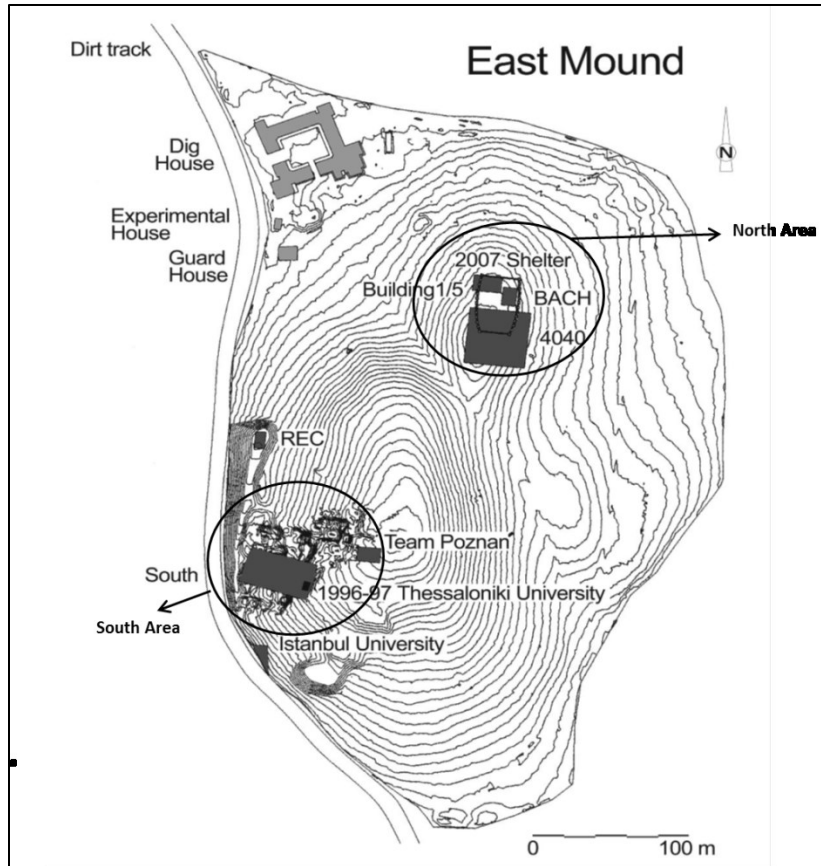 Dirt track
East Mound
N
Dig
House
Experimental
House
Guard
House
North Area
2007 Shelter
Building1/5
BACH
4040
REC
Team Poznan
South
1996-97 Thessaloniki University
South Area
Istanbul University
0 100 m